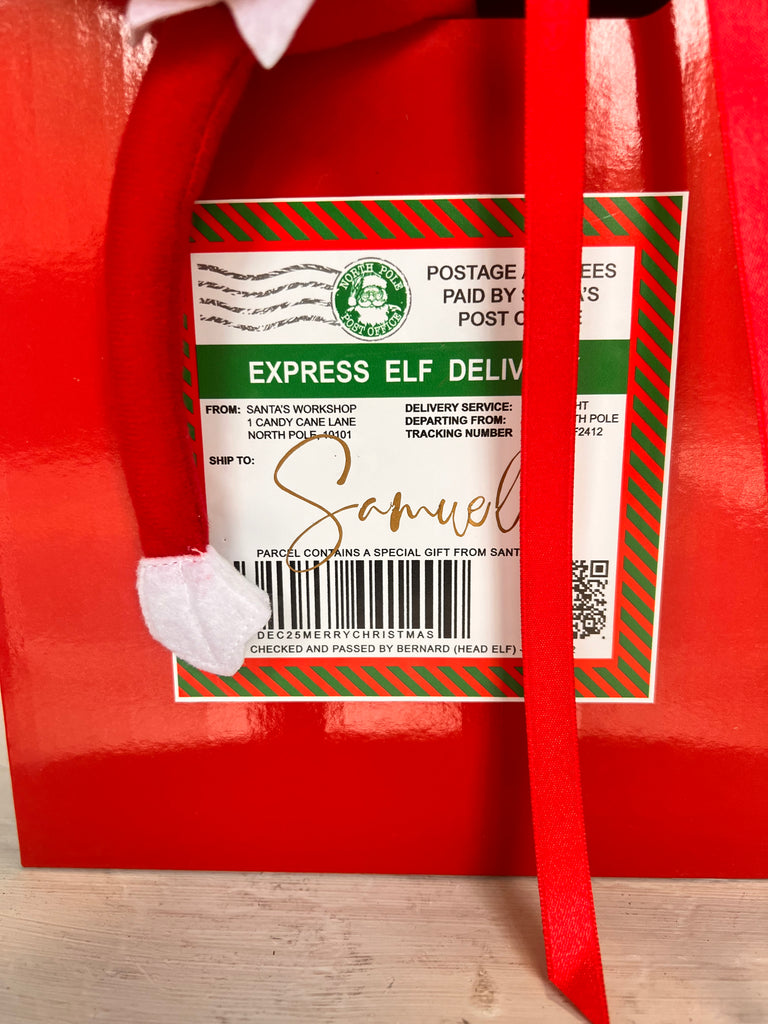 NORTH POLE
POST OFFICE
POSTAGE EES
PAID BY 'S
POST
EXPRESS ELF DELIV
FROM: SANTA'S WORKSHOP
1 CANDY CANE LANE
NORTH POLE, 10101
DELIVERY SERVICE: HT
DEPARTING FROM: TH POLE
TRACKING NUMBER F2412
SHIP TO:
Samuel
PARCEL CONTAINS A SPECIAL GIFT FROM SANT
DEC25MERRYCHRISTMAS
CHECKED AND PASSED BY BERNARD (HEAD ELF) -